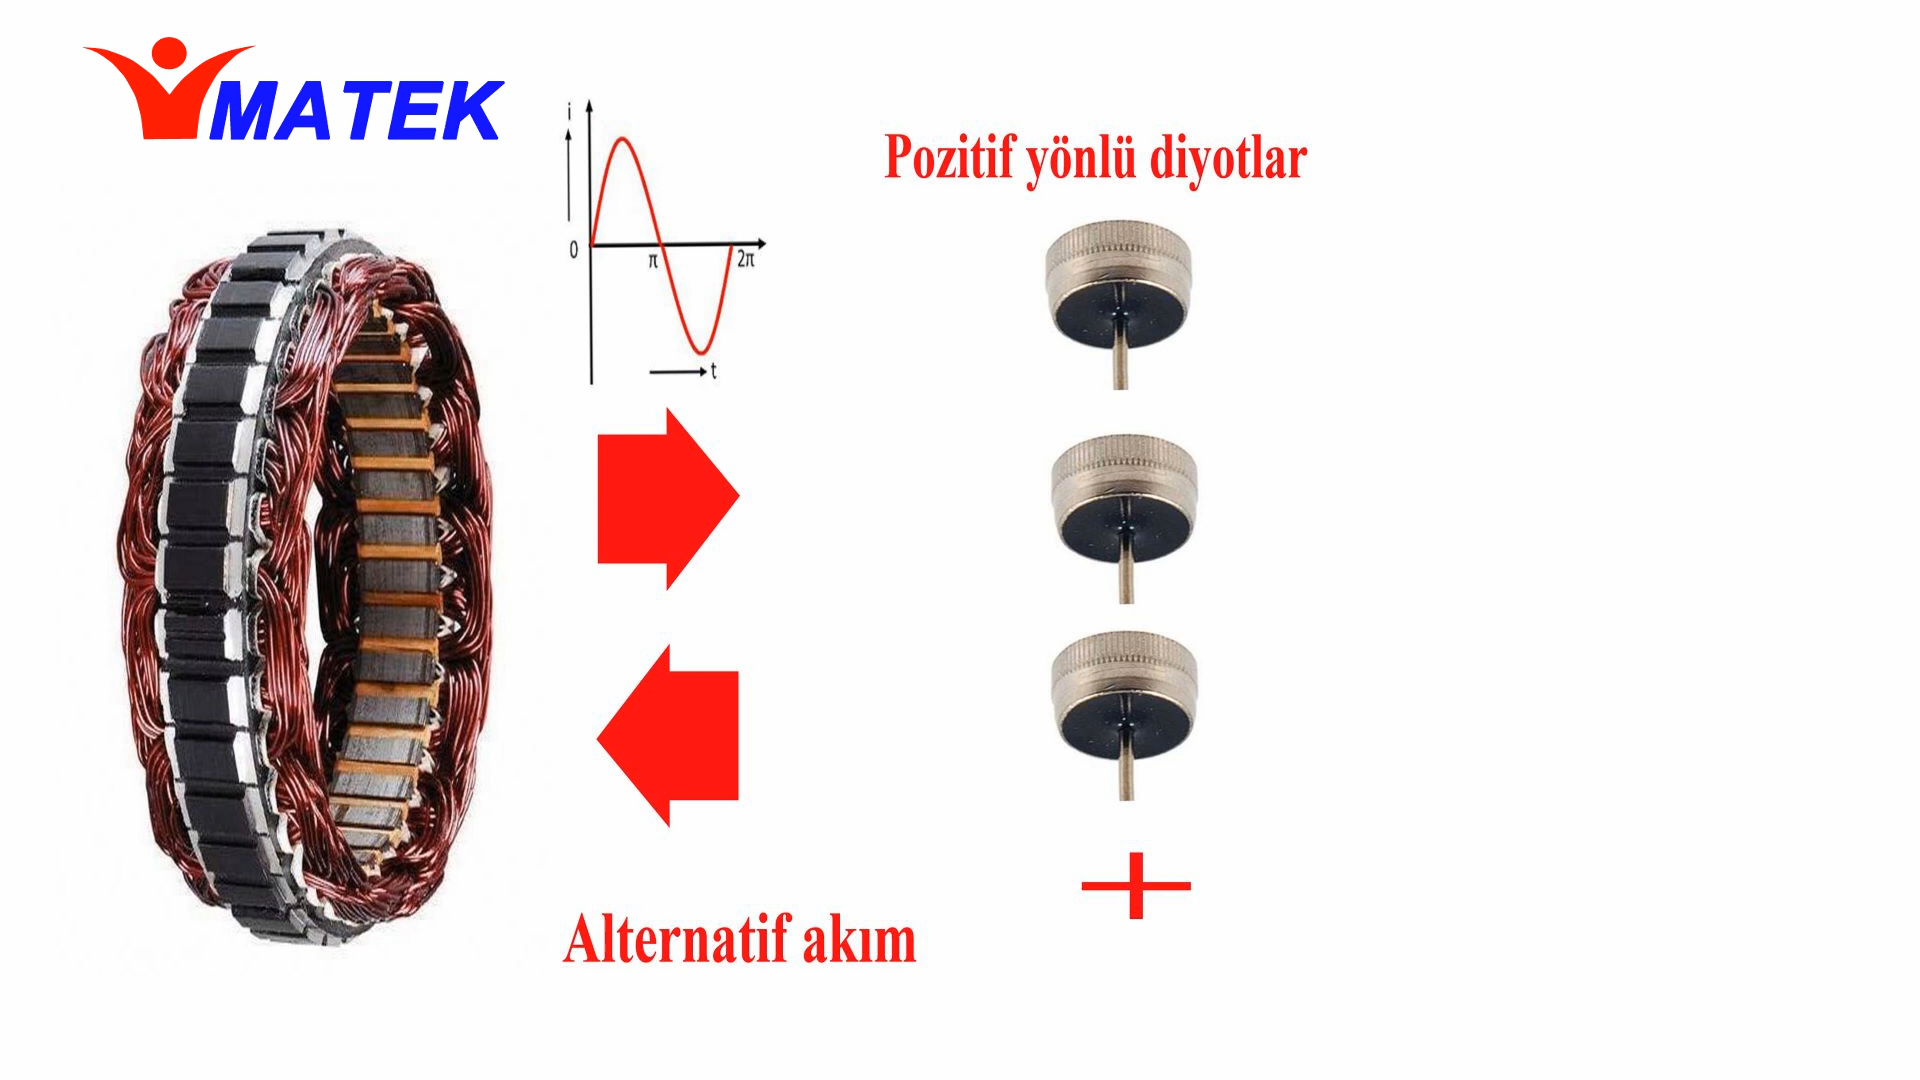 MATEK
i
0
π
2π
t
Pozitif yönlü diyotlar
+
Alternatif akım